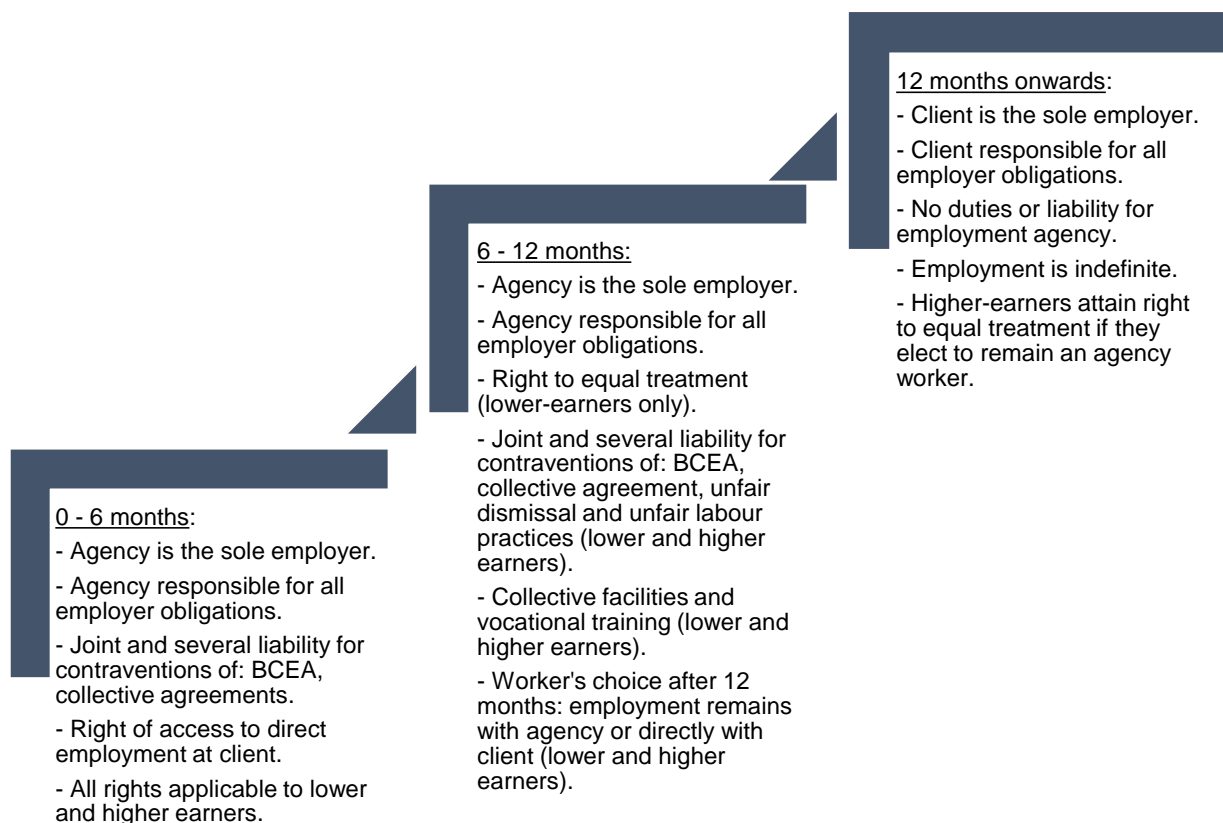 0 - 6 months:
- Agency is the sole employer.
- Agency responsible for all
employer obligations.
- Joint and several liability for
contraventions of: BCEA,
collective agreements.
- Right of access to direct
employment at client.
- All rights applicable to lower
and higher earners.
6 - 12 months:
- Agency is the sole employer.
- Agency responsible for all
employer obligations.
- Right to equal treatment
(lower-earners only).
- Joint and several liability for
contraventions of: BCEA,
collective agreement, unfair
dismissal and unfair labour
practices (lower and higher
earners).
- Collective facilities and
vocational training (lower and
higher earners).
- Worker's choice after 12
months: employment remains
with agency or directly with
client (lower and higher
earners).
12 months onwards:
- Client is the sole employer.
- Client responsible for all
employer obligations.
- No duties or liability for
employment agency.
- Employment is indefinite.
- Higher-earners attain right
to equal treatment if they
elect to remain an agency
worker.